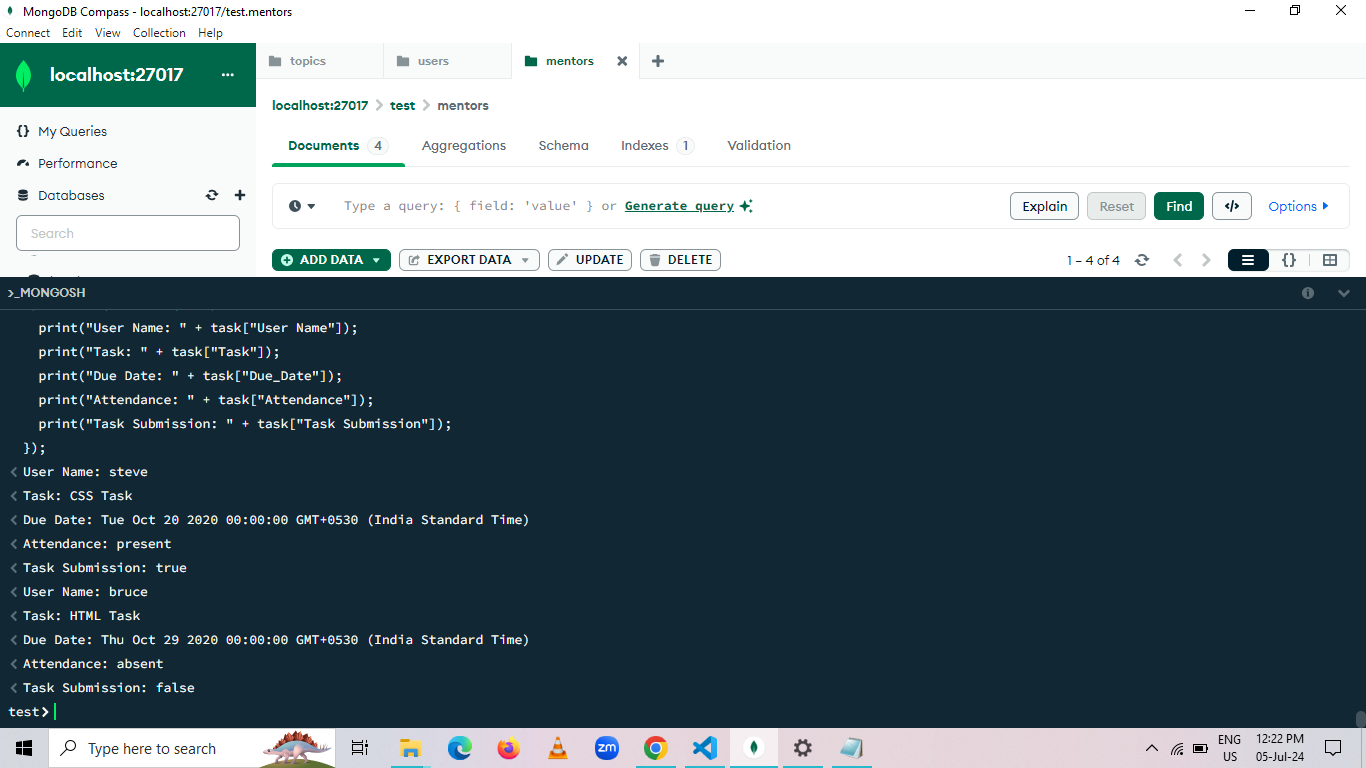 MongoDB Compass - localhost:27017/test.mentors
Connect Edit View Collection Help
localhost:27017 ...
topics users mentors
localhost:27017 > test > mentors
{} My Queries
Performance
Databases
Search
Documents 4 Aggregations Schema Indexes 1 Validation
Type a query: { field: 'value' } or Generate query
Explain Reset Find </> Options
ADD DATA EXPORT DATA UPDATE DELETE
1 – 4 of 4 {}
>_MONGOSH
print("User Name: " + task["User Name"]);
print("Task: " + task["Task"]);
print("Due Date: " + task["Due_Date"]);
print("Attendance: " + task["Attendance"]);
print("Task Submission: " + task["Task Submission"]);
});
< User Name: steve
< Task: CSS Task
< Due Date: Tue Oct 20 2020 00:00:00 GMT+0530 (India Standard Time)
< Attendance: present
< Task Submission: true
< User Name: bruce
< Task: HTML Task
< Due Date: Thu Oct 29 2020 00:00:00 GMT+0530 (India Standard Time)
< Attendance: absent
< Task Submission: false
test>
Type here to search
zm
ENG
US
12:22 PM
05-Jul-24